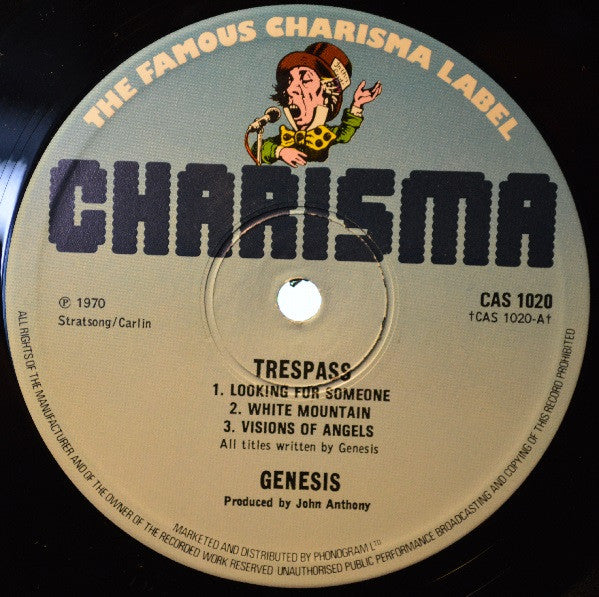 THE FAMOUS CHARISMA LABEL
CHARISMA
℗ 1970
Stratsong/Carlin
CAS 1020
†CAS 1020-A†
TRESPASS
1. LOOKING FOR SOMEONE
2. WHITE MOUNTAIN
3. VISIONS OF ANGELS
All titles written by Genesis
GENESIS
Produced by John Anthony
MARKETED AND DISTRIBUTED BY PHONOGRAM LTD
ALL RIGHTS OF THE MANUFACTURER AND OF THE OWNER OF THE RECORDED WORK RESERVED UNAUTHORISED PUBLIC PERFORMANCE BROADCASTING AND COPYING OF THIS RECORD PROHIBITED